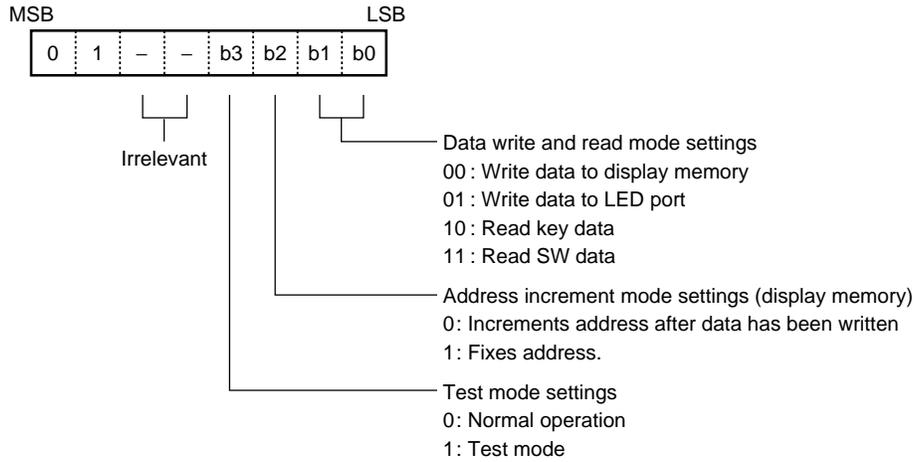 MSB LSB
0 1 – – b3 b2 b1 b0
Irrelevant
Data write and read mode settings
00 : Write data to display memory
01 : Write data to LED port
10 : Read key data
11 : Read SW data
Address increment mode settings (display memory)
0: Increments address after data has been written
1: Fixes address.
Test mode settings
0: Normal operation
1: Test mode